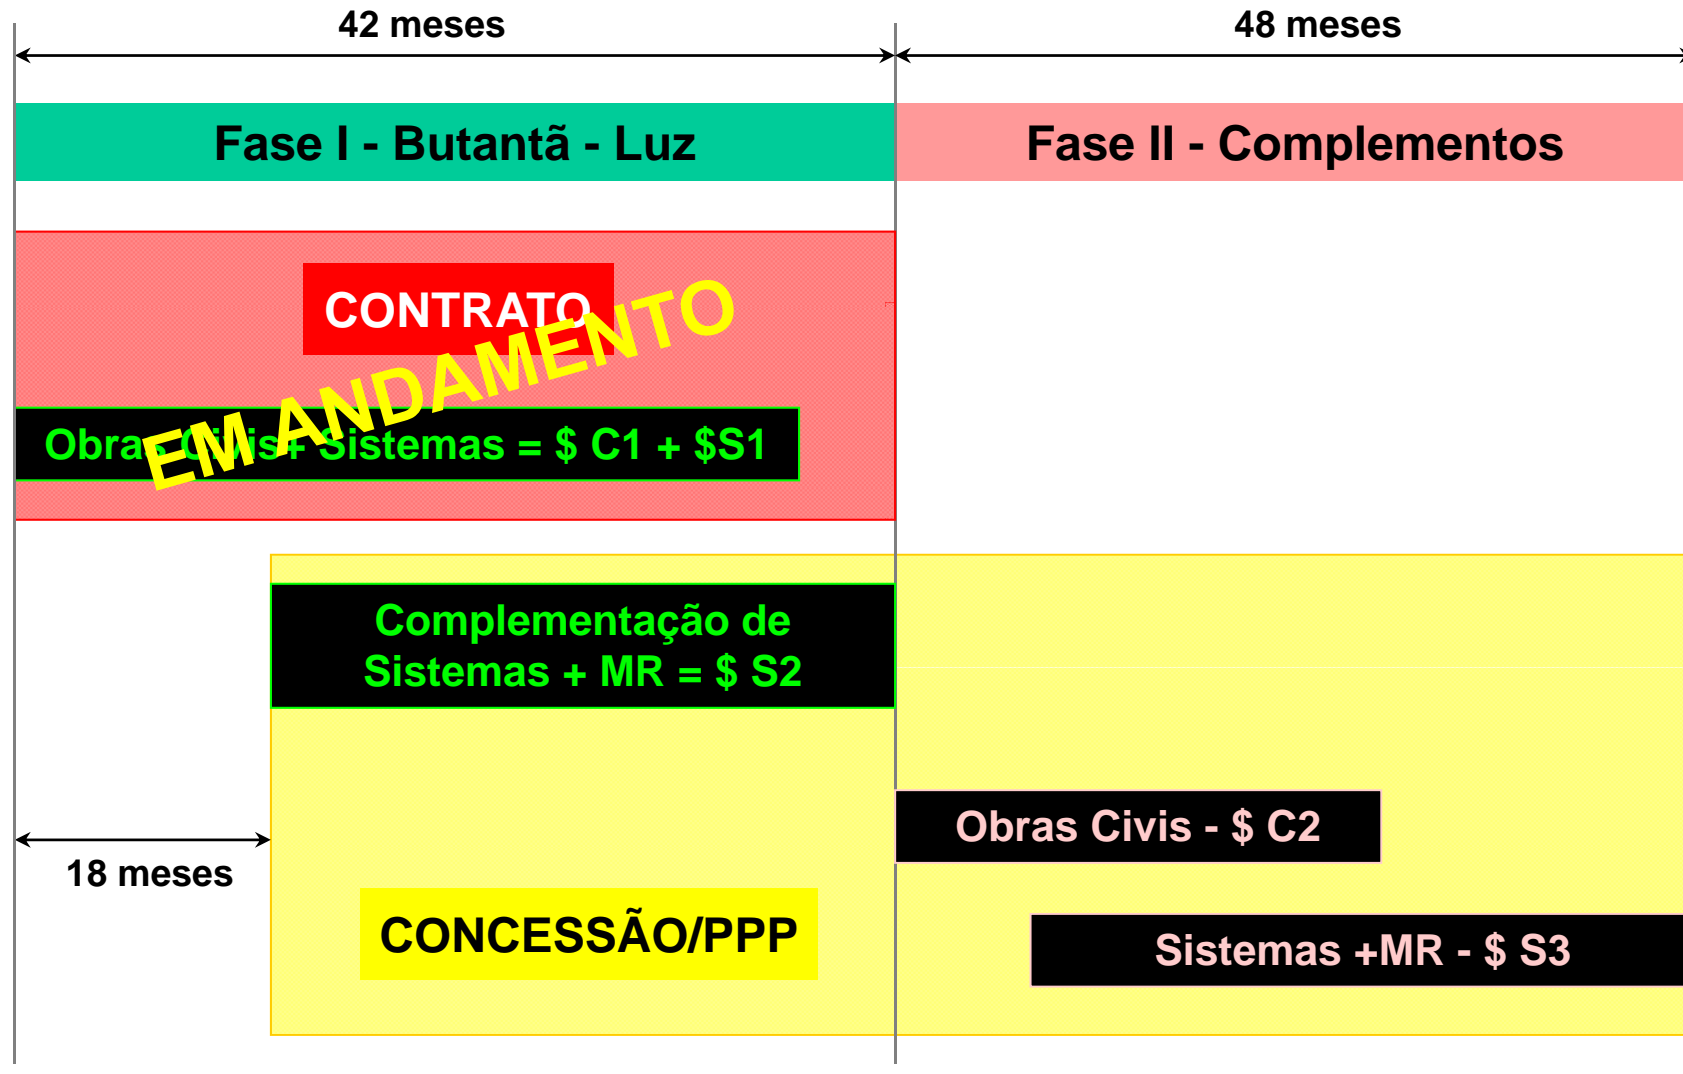 42 meses
48 meses
Fase I - Butantã - Luz
Fase II - Complementos
CONTRATO
EM ANDAMENTO
Obras Civis+ Sistemas = $ C1 + $S1
Complementação de
Sistemas + MR = $ S2
Obras Civis - $ C2
18 meses
CONCESSÃO/PPP
Sistemas +MR - $ S3